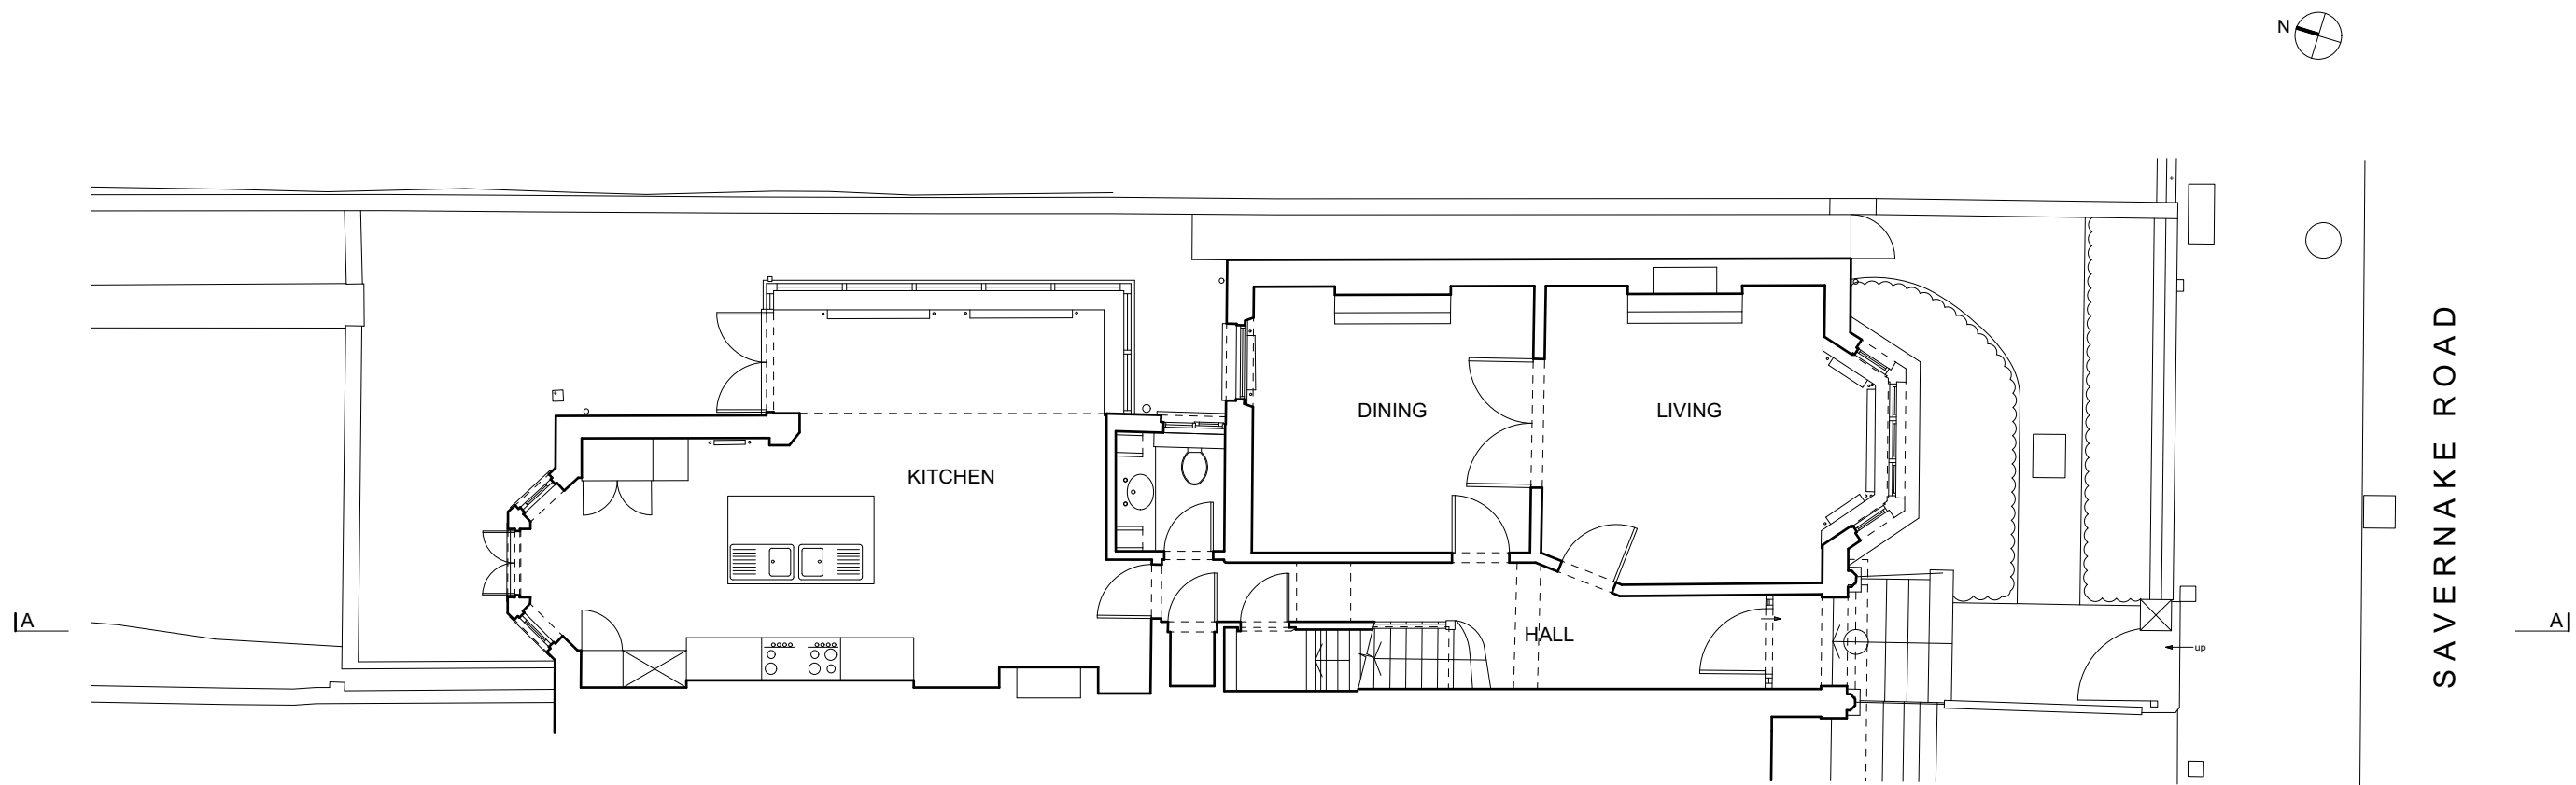 N
DINING
LIVING
KITCHEN
SAVERNAKE ROAD
A
A
HALL
up